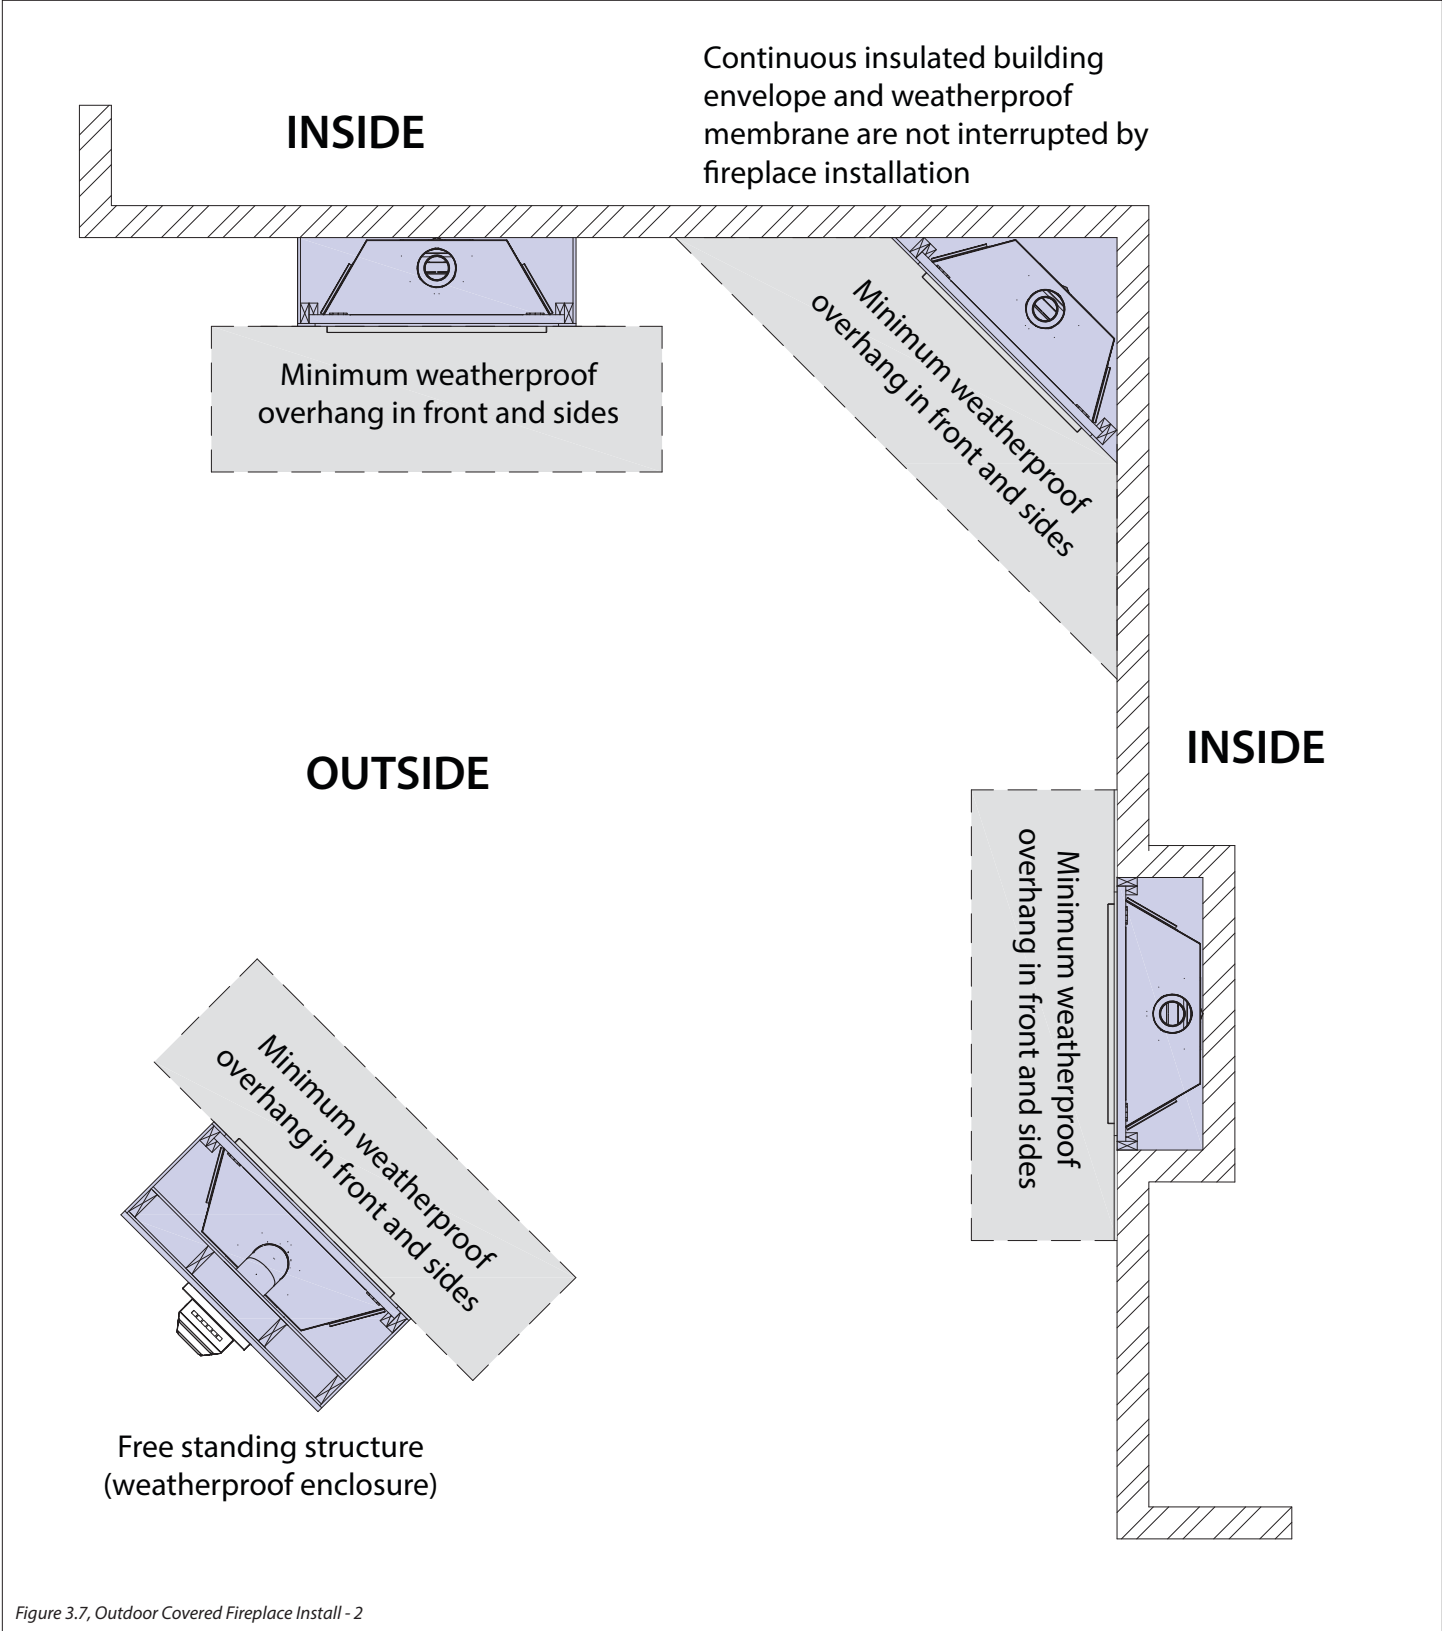 Continuous insulated building
envelope and weatherproof
membrane are not interrupted by
fireplace installation
INSIDE
Minimum weatherproof
overhang in front and sides
Minimum weatherproof
overhang in front and sides
INSIDE
OUTSIDE
Minimum weatherproof
overhang in front and sides
Minimum weatherproof
overhang in front and sides
Free standing structure
(weatherproof enclosure)
Figure 3.7, Outdoor Covered Fireplace Install - 2